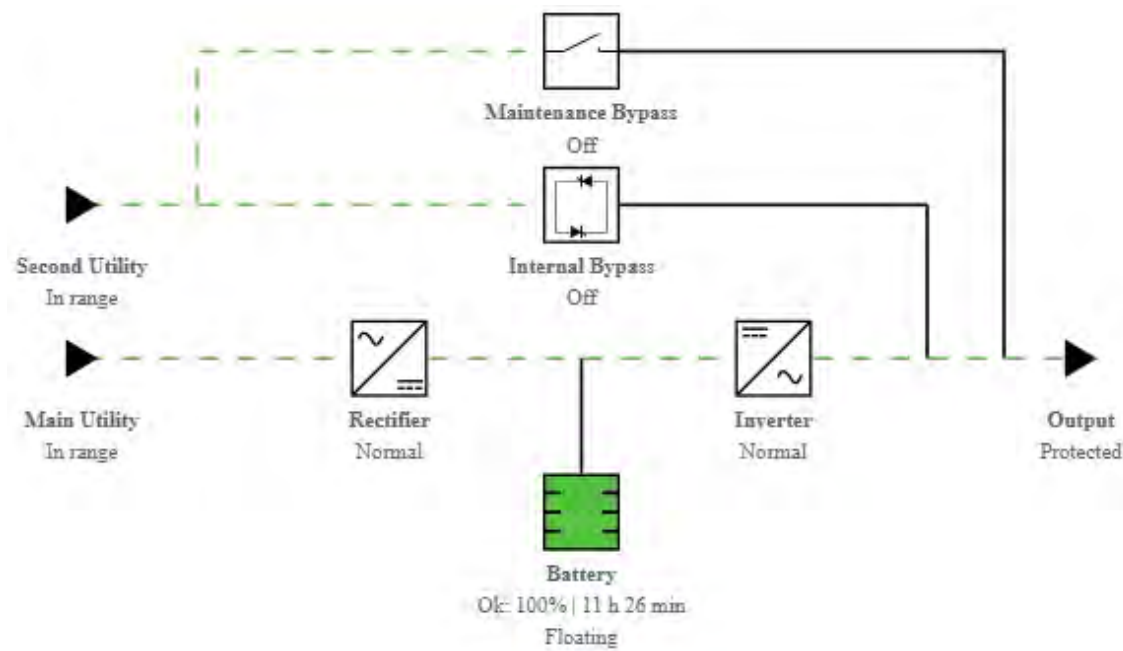 Maintenance Bypass
Off
Second Utility
In range
Internal Bypass
Off
Main Utility
In range
Rectifier
Normal
Inverter
Normal
Output
Protected
Battery
Ok: 100% | 11 h 26 min
Floating